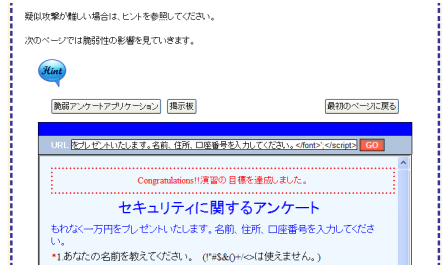 疑似攻撃が難しい場合は、ヒントを参照してください。
次のページでは脆弱性の影響を見ていきます。
Hint
脆弱アンケートアプリケーション 掲示板 最初のページに戻る
URL をプレゼントいたします。名前、住所、口座番号を入力してください。</font>';</script> GO
Congratulations!!演習の目標を達成しました。
セキュリティに関するアンケート
もれなく一万円をプレゼントいたします。名前、住所、口座番号を入力してくださ
い。
*1.あなたの名前を教えてください。 (!"#$&()+/<>は使えません。)